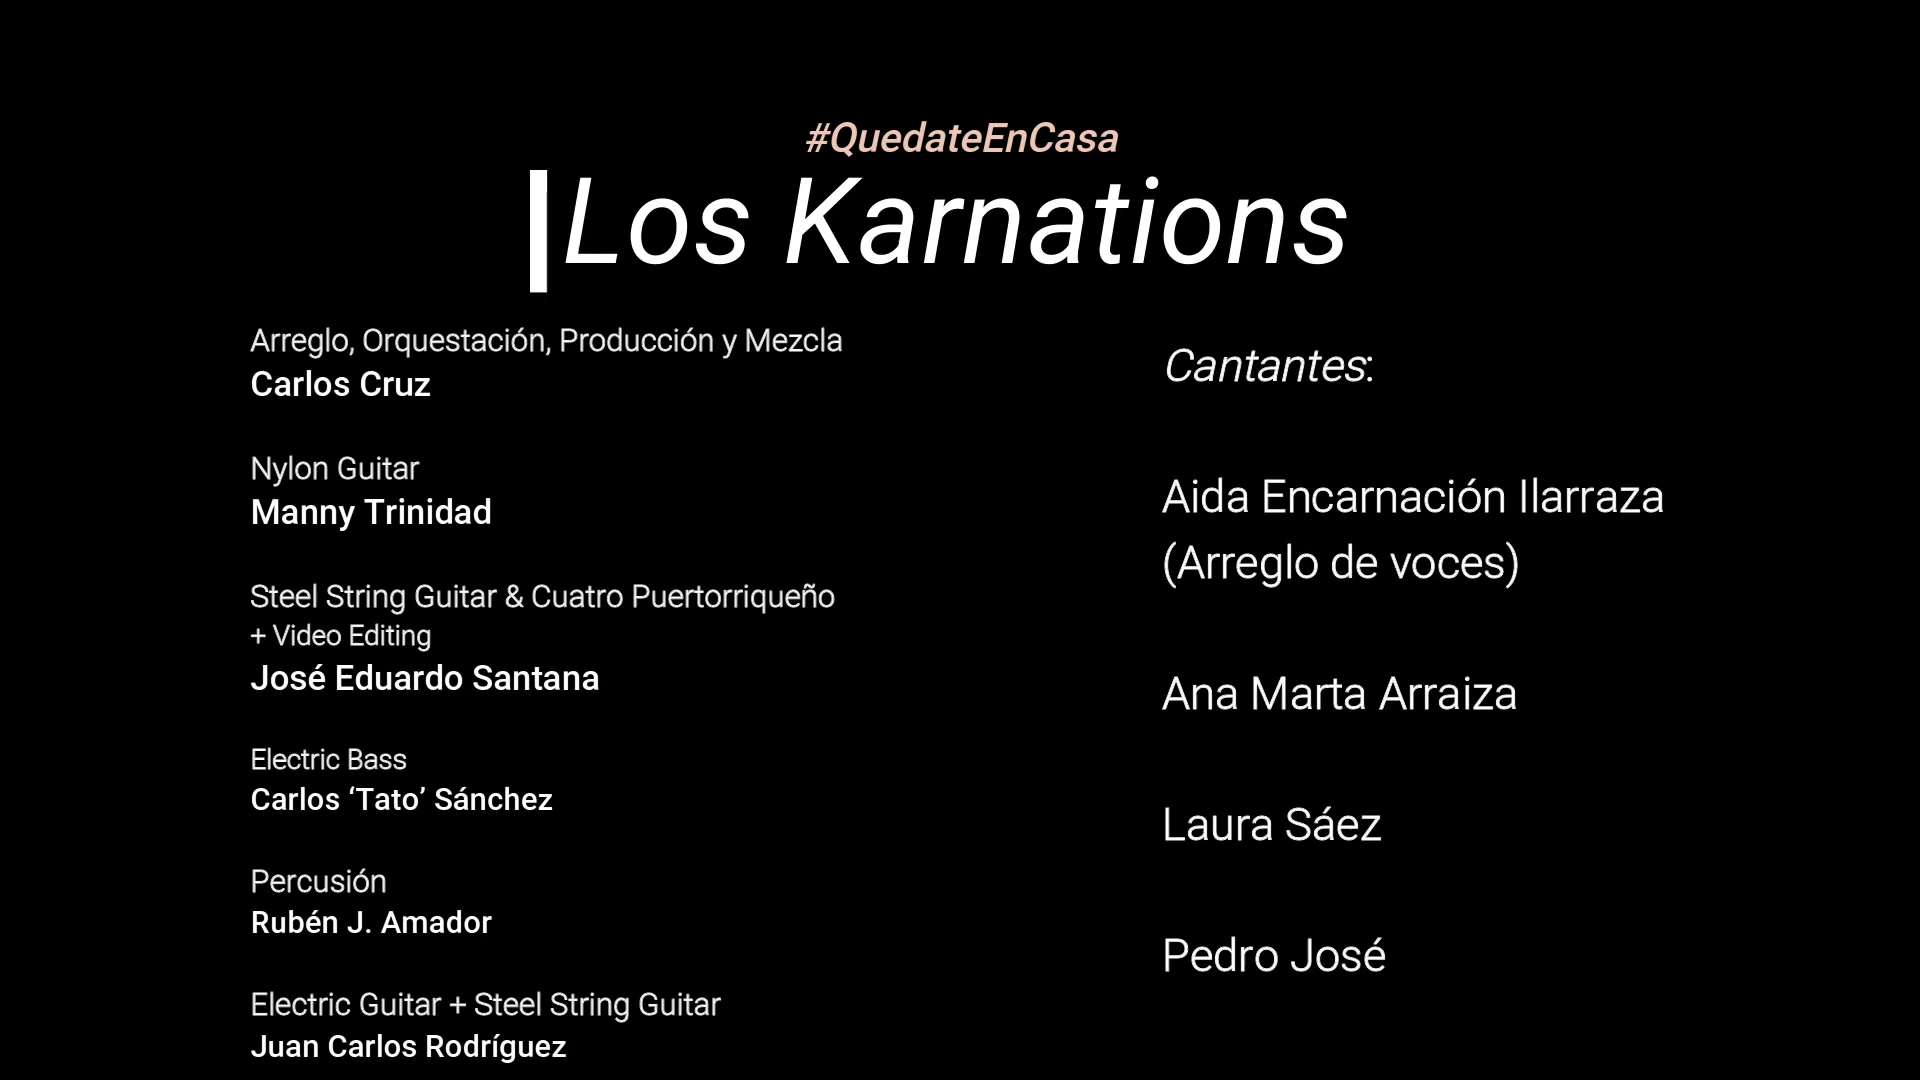 #QuedateEnCasa
Los Karnations
Arreglo, Orquestación, Producción y Mezcla
Carlos Cruz
Nylon Guitar
Manny Trinidad
Steel String Guitar & Cuatro Puertorriqueño
+ Video Editing
José Eduardo Santana
Electric Bass
Carlos ‘Tato’ Sánchez
Percusión
Rubén J. Amador
Electric Guitar + Steel String Guitar
Juan Carlos Rodríguez
Cantantes:
Aida Encarnación Ilarraza
(Arreglo de voces)
Ana Marta Arraiza
Laura Sáez
Pedro José